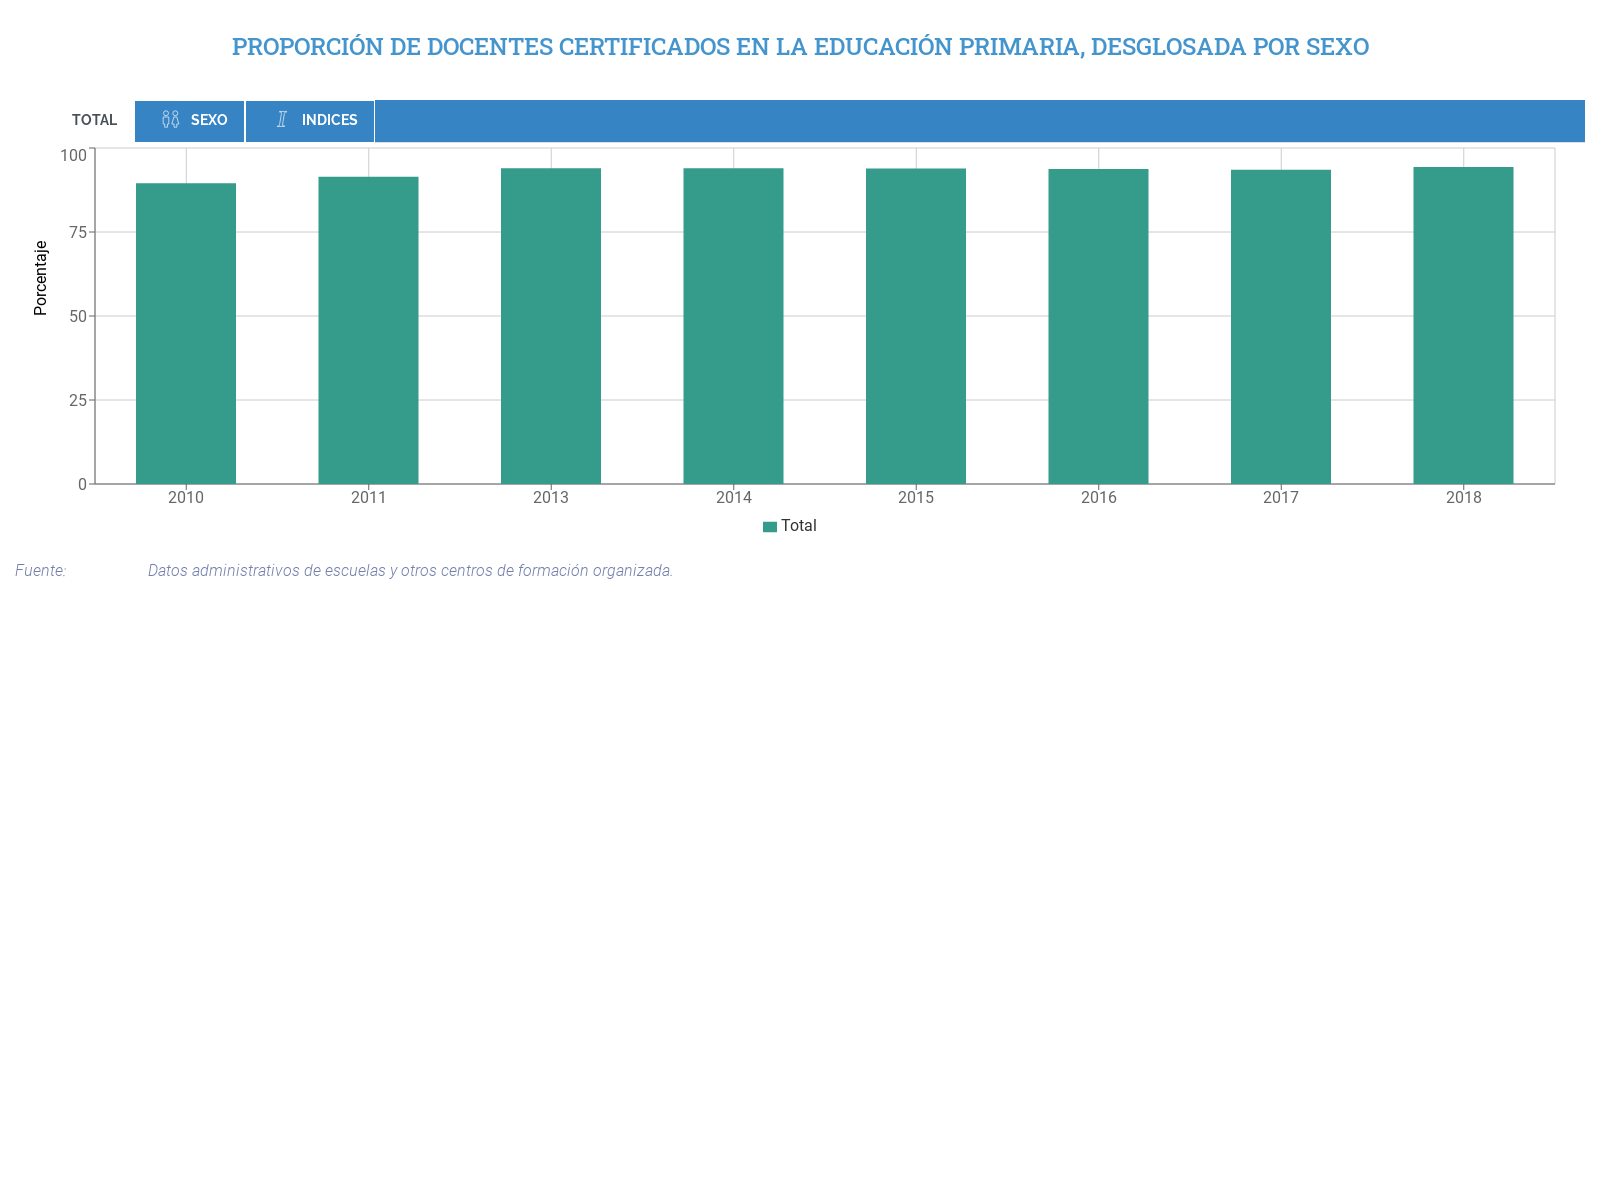 PROPORCIÓN DE DOCENTES CERTIFICADOS EN LA EDUCACIÓN PRIMARIA, DESGLOSADA POR SEXO
TOTAL SEXO INDICES
100
75
50
25
0
Porcentaje
2010 2011 2013 2014 2015 2016 2017 2018
Total
Fuente: Datos administrativos de escuelas y otros centros de formación organizada.